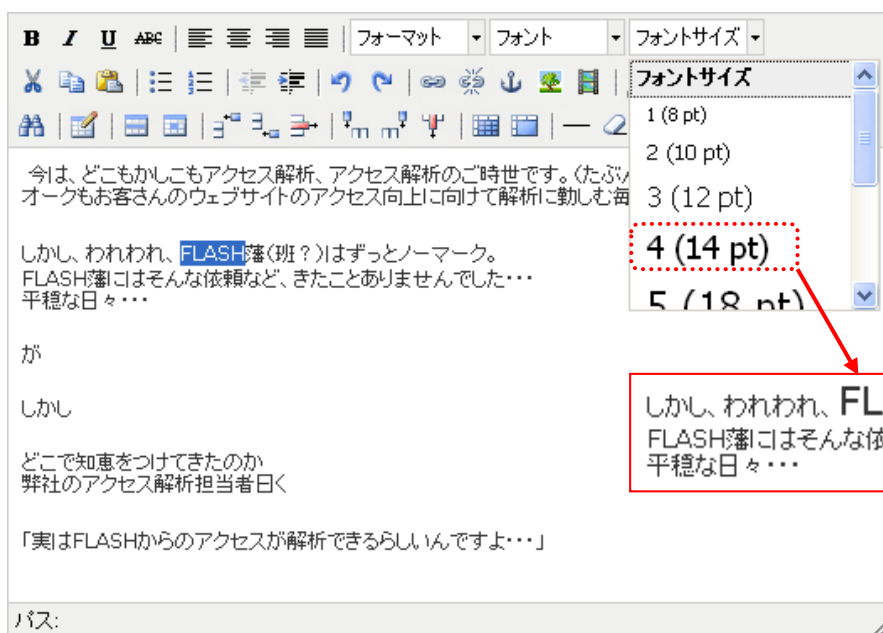 B I U ABC フォーマット フォント フォントサイズ
フォントサイズ
1 (8 pt)
2 (10 pt)
3 (12 pt)
4 (14 pt)
5 (18 pt)
今は、どこもかしこもアクセス解析、アクセス解析のご時世です。(たぶん
オークもお客さんのウェブサイトのアクセス向上に向けて解析に勤しむ毎
しかし、われわれ、FLASH藩(班？)はずっとノーマーク。
FLASH藩にはそんな依頼など、きたことありませんでした・・・
平穏な日々・・・
が
しかし
どこで知恵をつけてきたのか
弊社のアクセス解析担当者曰く
「実はFLASHからのアクセスが解析できるらしいんですよ・・・」
しかし、われわれ、FL
FLASH藩にはそんな依
平穏な日々・・・
パス: